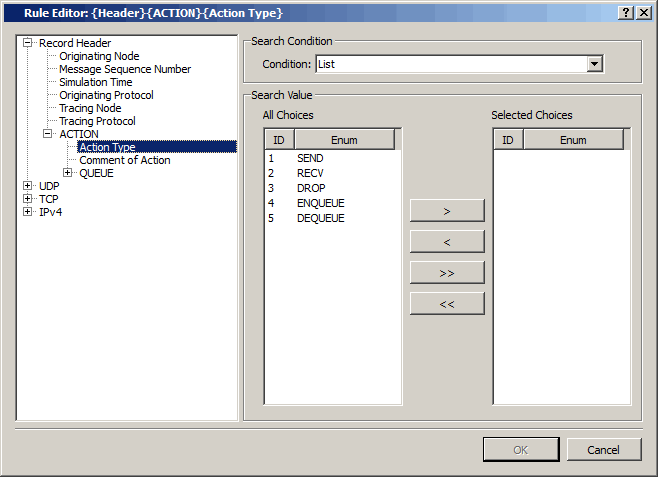 Rule Editor: {Header}{ACTION}{Action Type}
Record Header
Originating Node
Message Sequence Number
Simulation Time
Originating Protocol
Tracing Node
Tracing Protocol
ACTION
Action Type
Comment of Action
QUEUE
UDP
TCP
IPv4
Search Condition
Condition: List
Search Value
All Choices
ID Enum
1 SEND
2 RECV
3 DROP
4 ENQUEUE
5 DEQUEUE
>
<
>>
<<
Selected Choices
ID Enum
OK Cancel